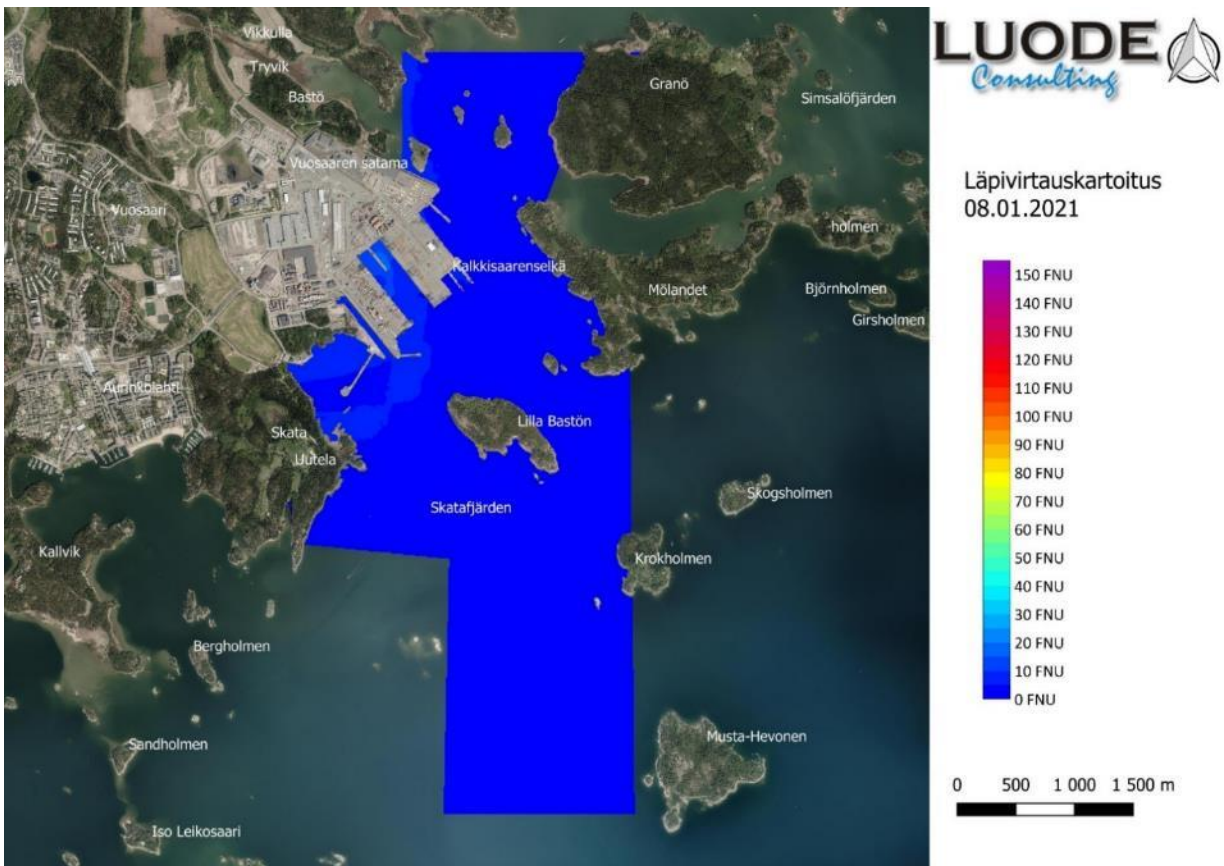 LUODE
Consulting
Läpivirtauskartoitus
08.01.2021
150 FNU
140 FNU
130 FNU
120 FNU
110 FNU
100 FNU
90 FNU
80 FNU
70 FNU
60 FNU
50 FNU
40 FNU
30 FNU
20 FNU
10 FNU
0 FNU
0 500 1 000 1 500 m
Vikkulla
Tryvik
Bastö
Granö
Simsalöfjärden
Vuosaaren satama
Vuosaari
holmen
Kalkkisaarenselkä
Mölandet
Björnholmen
Girsholmen
Aurinkolahti
Skata
Uutela
Lilla Bastön
Skatafjärden
Skogsholmen
Kallvik
Krokholmen
Bergholmen
Sandholmen
Musta-Hevonen
Iso Leikosaari